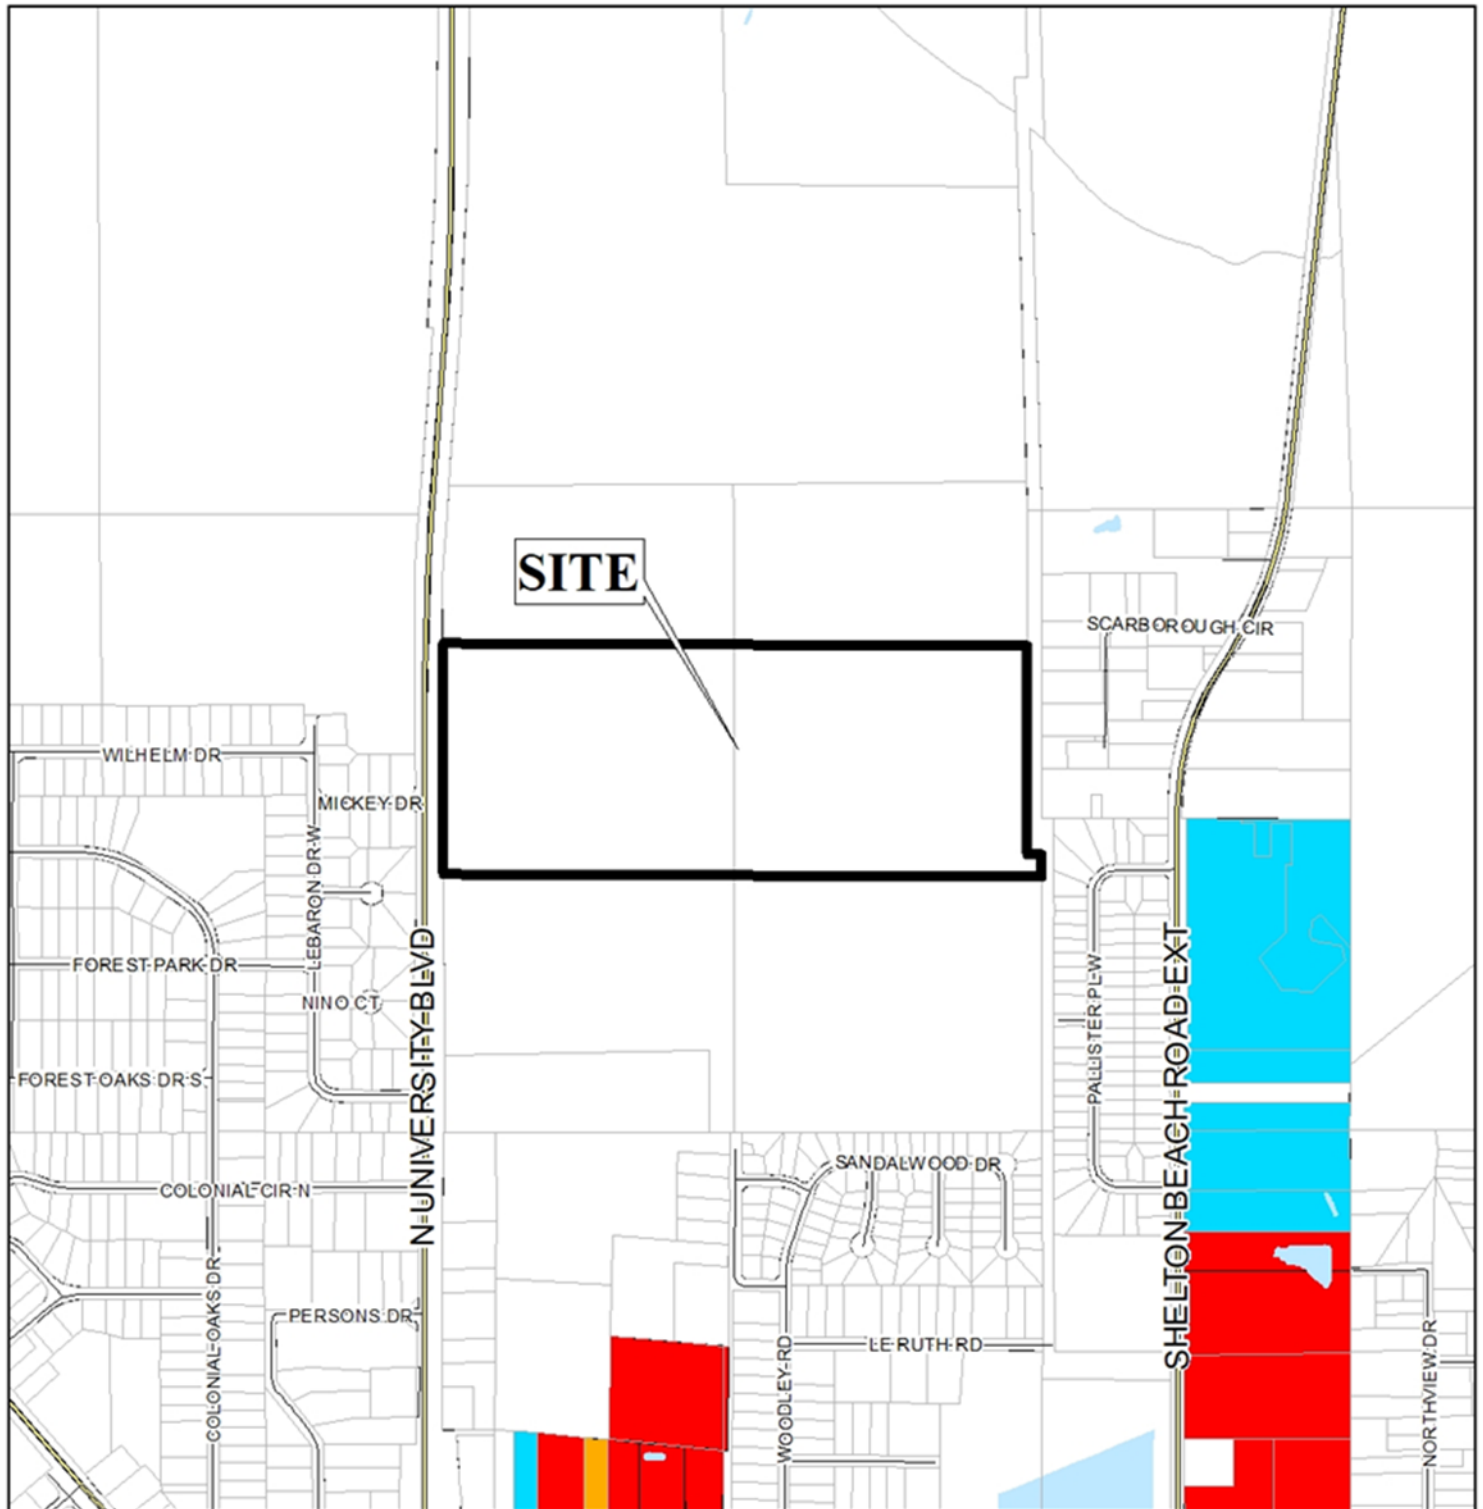 SITE
SCARBOROUGH CIR
WILHELM DR
MICKEY DR
LEBARON DR W
FOREST PARK DR
NINO CT
N UNIVERSITY BLVD
PALLISTER PL W
SHELTON BEACH ROAD EXT
FOREST OAKS DR S
SANDALWOOD DR
COLONIAL CIR N
COLONIAL OAKS DR
PERSONS DR
LE RUTH RD
WOODLEY RD
NORTHVIEW DR